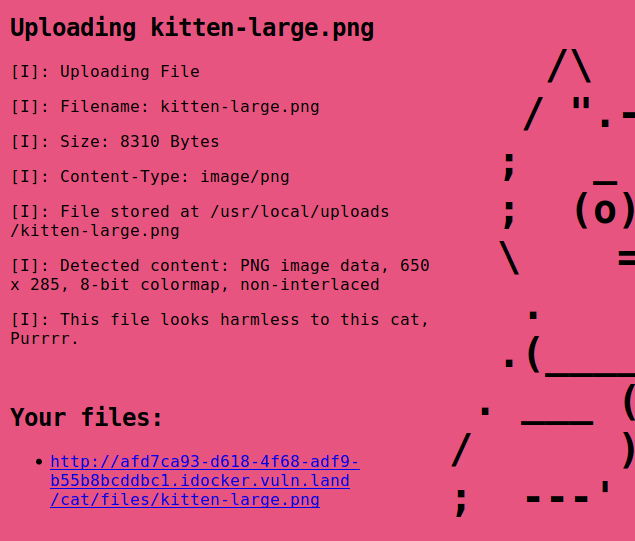 Uploading kitten-large.png
[I]: Uploading File
[I]: Filename: kitten-large.png
[I]: Size: 8310 Bytes
[I]: Content-Type: image/png
[I]: File stored at /usr/local/uploads
/kitten-large.png
[I]: Detected content: PNG image data, 650
x 285, 8-bit colormap, non-interlaced
[I]: This file looks harmless to this cat,
Purrrr.
Your files:
http://afd7ca93-d618-4f68-adf9-
b55b8bcddbc1.idocker.vuln.land
/cat/files/kitten-large.png